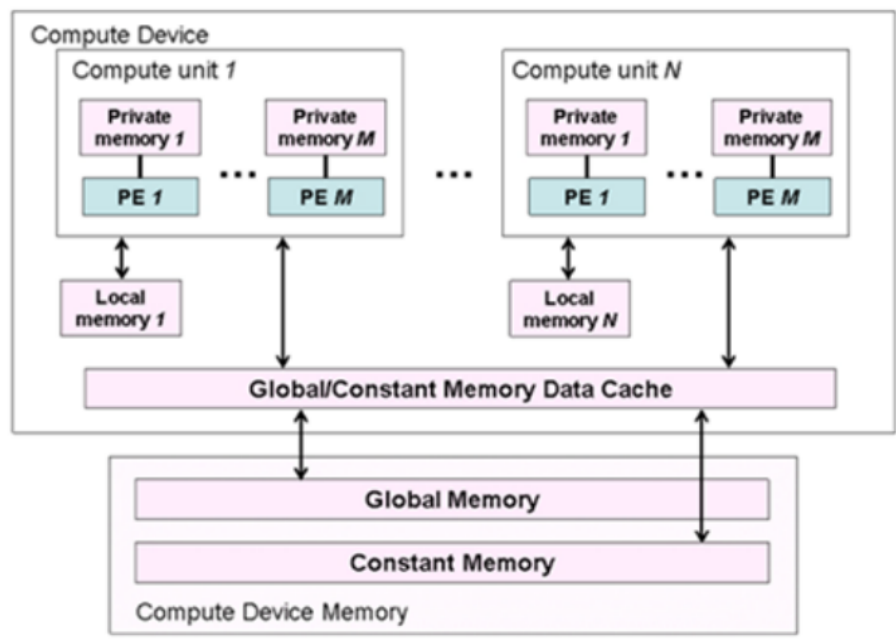 Compute Device
Compute unit 1
Compute unit N
Private
memory 1
Private
memory M
Private
memory 1
Private
memory M
...
...
...
PE 1
PE M
PE 1
PE M
Local
memory 1
Local
memory N
Global/Constant Memory Data Cache
Global Memory
Constant Memory
Compute Device Memory